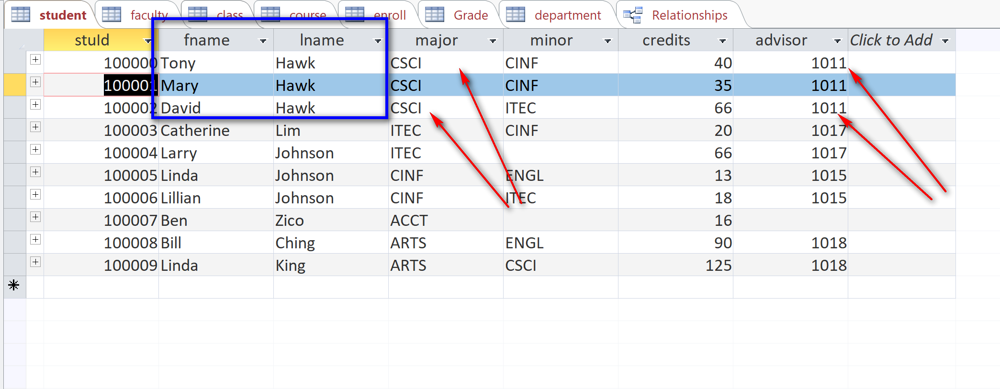 student faculty class course enroll Grade department Relationships
stuId fname lname major minor credits advisor Click to Add
100000 Tony Hawk CSCI CINF 40 1011
100001 Mary Hawk CSCI CINF 35 1011
100002 David Hawk CSCI ITEC 66 1011
100003 Catherine Lim ITEC CINF 20 1017
100004 Larry Johnson ITEC 66 1017
100005 Linda Johnson CINF ENGL 13 1015
100006 Lillian Johnson CINF ITEC 18 1015
100007 Ben Zico ACCT 16
100008 Bill Ching ARTS ENGL 90 1018
100009 Linda King ARTS CSCI 125 1018